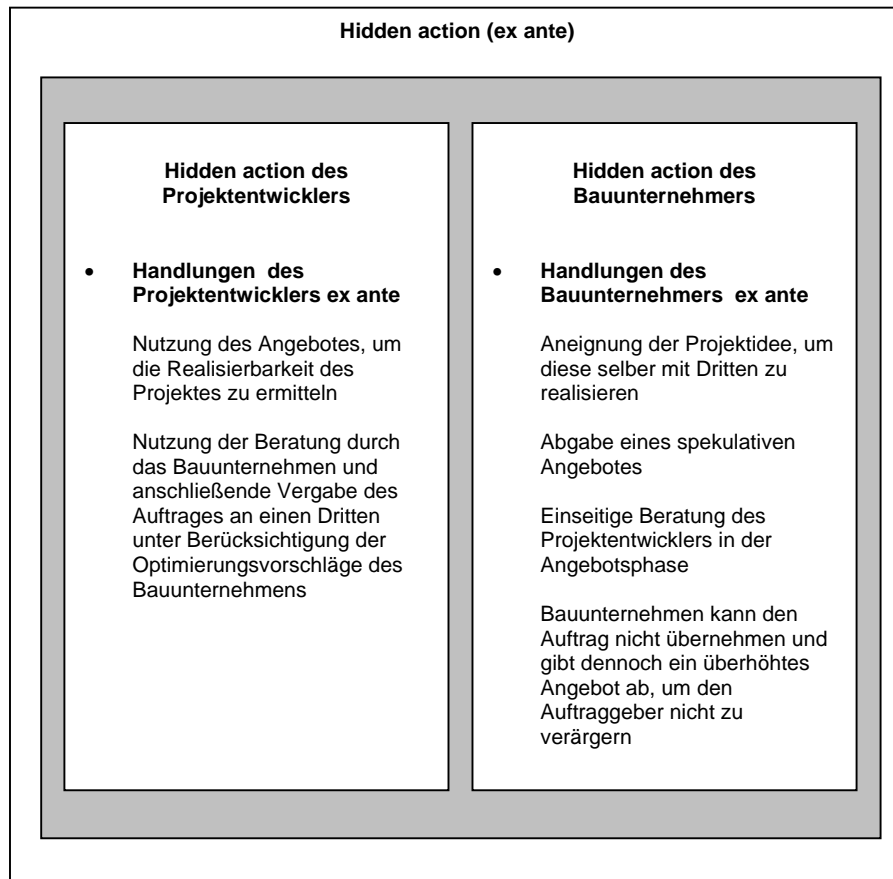 Hidden action (ex ante)
Hidden action des
Projektentwicklers
• Handlungen des
Projektentwicklers ex ante
Nutzung des Angebotes, um
die Realisierbarkeit des
Projektes zu ermitteln
Nutzung der Beratung durch
das Bauunternehmen und
anschließende Vergabe des
Auftrages an einen Dritten
unter Berücksichtigung der
Optimierungsvorschläge des
Bauunternehmens
Hidden action des
Bauunternehmers
• Handlungen des
Bauunternehmers ex ante
Aneignung der Projektidee, um
diese selber mit Dritten zu
realisieren
Abgabe eines spekulativen
Angebotes
Einseitige Beratung des
Projektentwicklers in der
Angebotsphase
Bauunternehmen kann den
Auftrag nicht übernehmen und
gibt dennoch ein überhöhtes
Angebot ab, um den
Auftraggeber nicht zu
verärgern